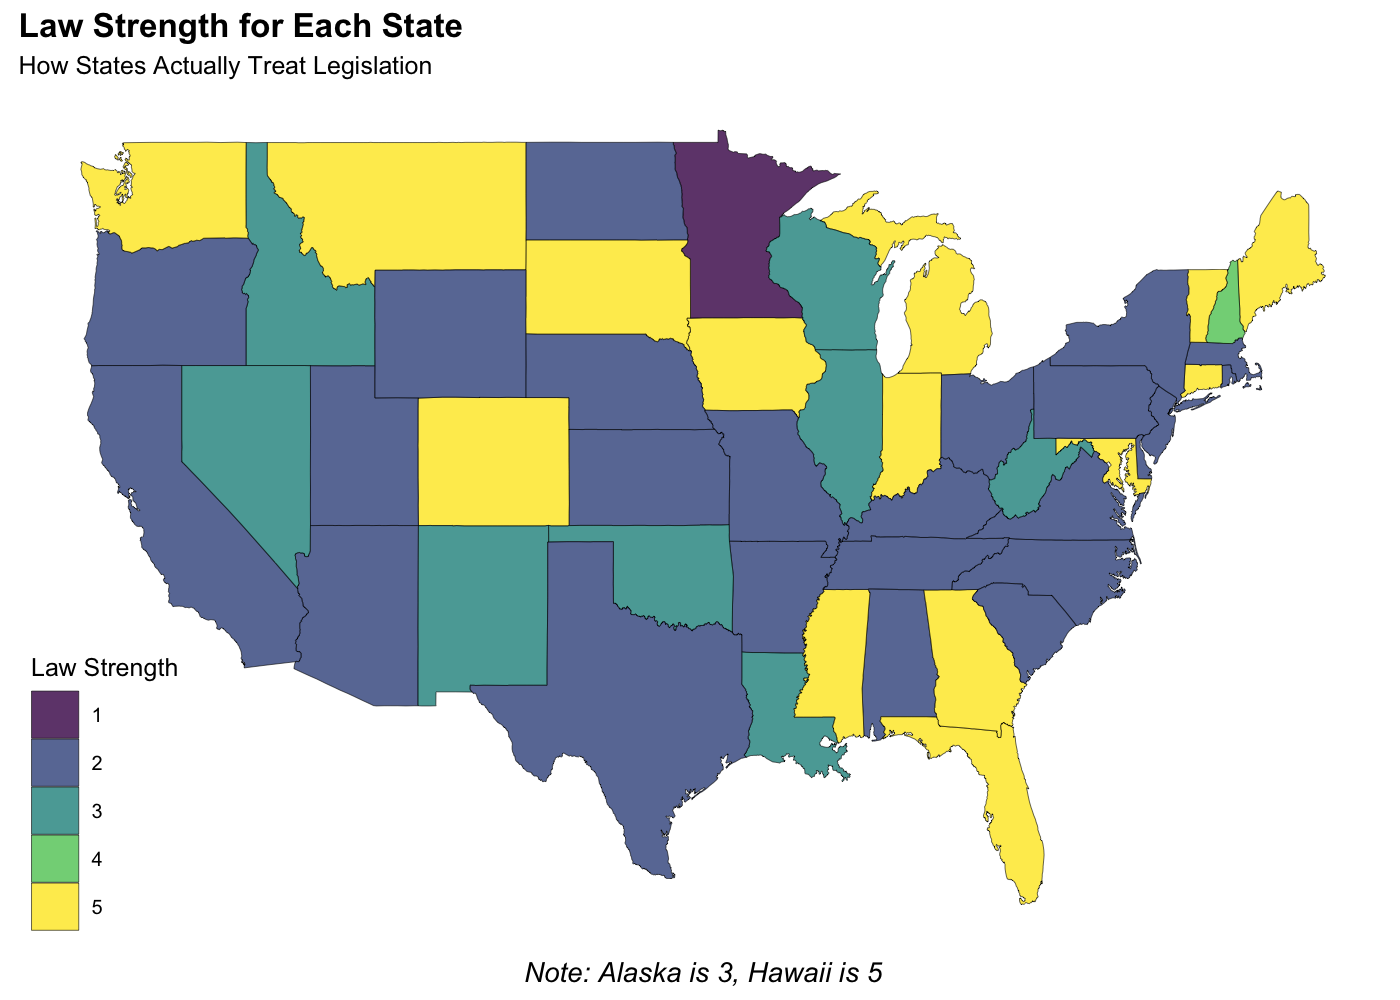 Law Strength for Each State
How States Actually Treat Legislation
Law Strength
1
2
3
4
5
Note: Alaska is 3, Hawaii is 5